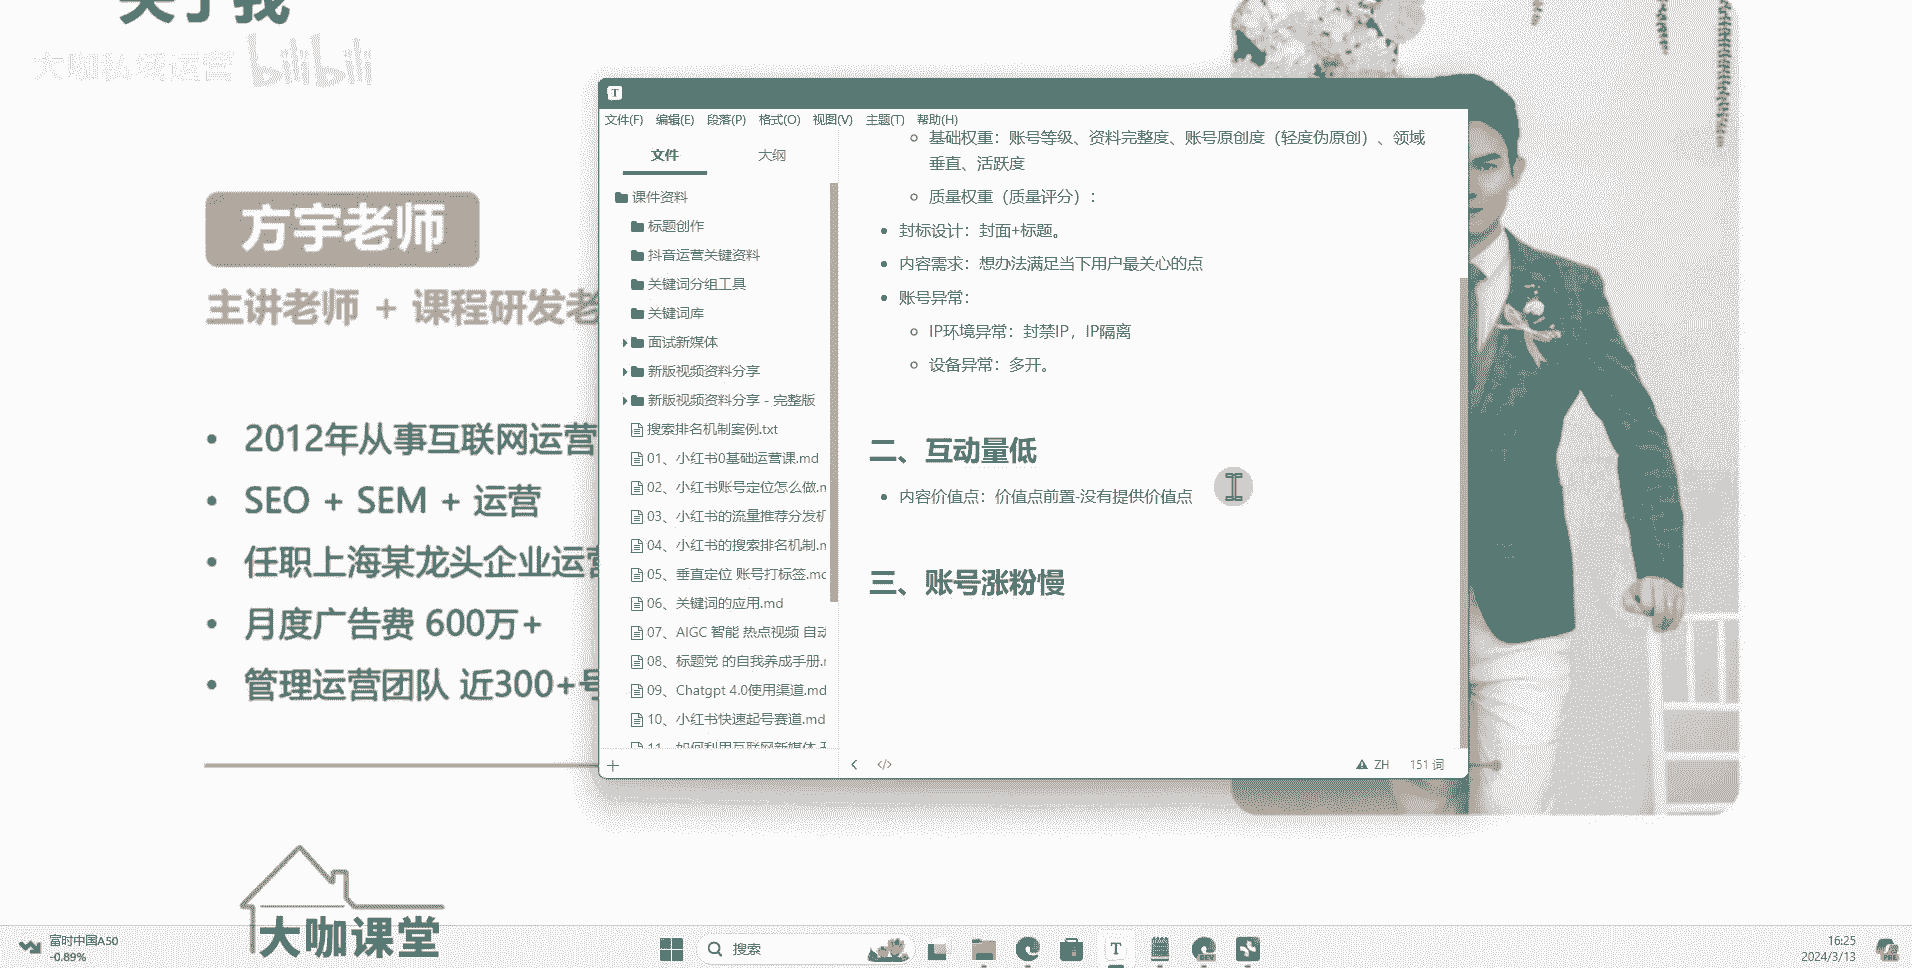 关于我
大咖私域运营 bilibili
方宇老师
主讲老师 + 课程研发老
• 2012年从事互联网运营
• SEO + SEM + 运营
• 任职上海某龙头企业运营
• 月度广告费 600万+
• 管理运营团队 近300+号
大咖课堂
T
文件(F) 编辑(E) 段落(P) 格式(O) 视图(V) 主题(T) 帮助(H)
文件 大纲
课件资料
标题创作
抖音运营关键资料
关键词分组工具
关键词库
面试新媒体
新版视频资料分享
新版视频资料分享 - 完整版
搜索排名机制案例.txt
01、小红书0基础运营课.md
02、小红书账号定位怎么做.m
03、小红书的流量推荐分发机
04、小红书的搜索排名机制.m
05、垂直定位 账号打标签.md
06、关键词的应用.md
07、AIGC 智能 热点视频 自动
08、标题党 的自我养成手册.
09、Chatgpt 4.0使用渠道.md
10、小红书快速起号赛道.md
11、如何利用互联网新媒体
基础权重：账号等级、资料完整度、账号原创度（轻度伪原创）、领域
垂直、活跃度
质量权重（质量评分）：
• 封标设计：封面+标题。
• 内容需求：想办法满足当下用户最关心的点
• 账号异常：
IP环境异常：封禁IP，IP隔离
设备异常：多开。
二、互动量低
• 内容价值点：价值点前置-没有提供价值点
三、账号涨粉慢
ZH 151 词
富时中国A50
-0.89%
搜索
T
DEV
16:25
2024/3/13
PRE